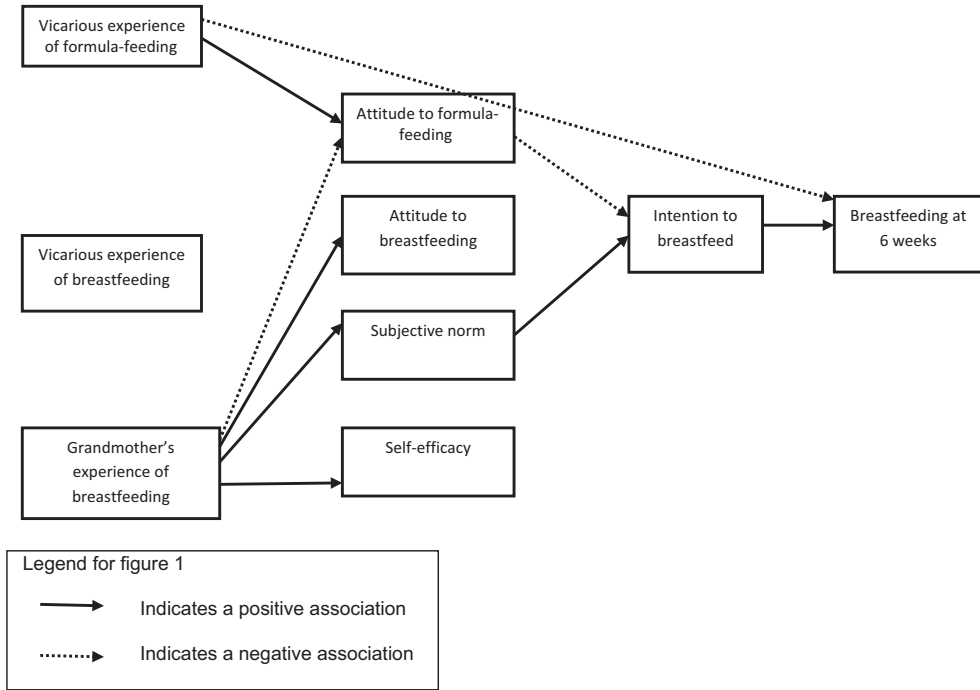 Vicarious experience
of formula-feeding
Attitude to formula-
feeding
Attitude to
breastfeeding
Intention to
breastfeed
Breastfeeding at
6 weeks
Vicarious experience
of breastfeeding
Subjective norm
Grandmother's
experience of
breastfeeding
Self-efficacy
Legend for figure 1
Indicates a positive association
Indicates a negative association